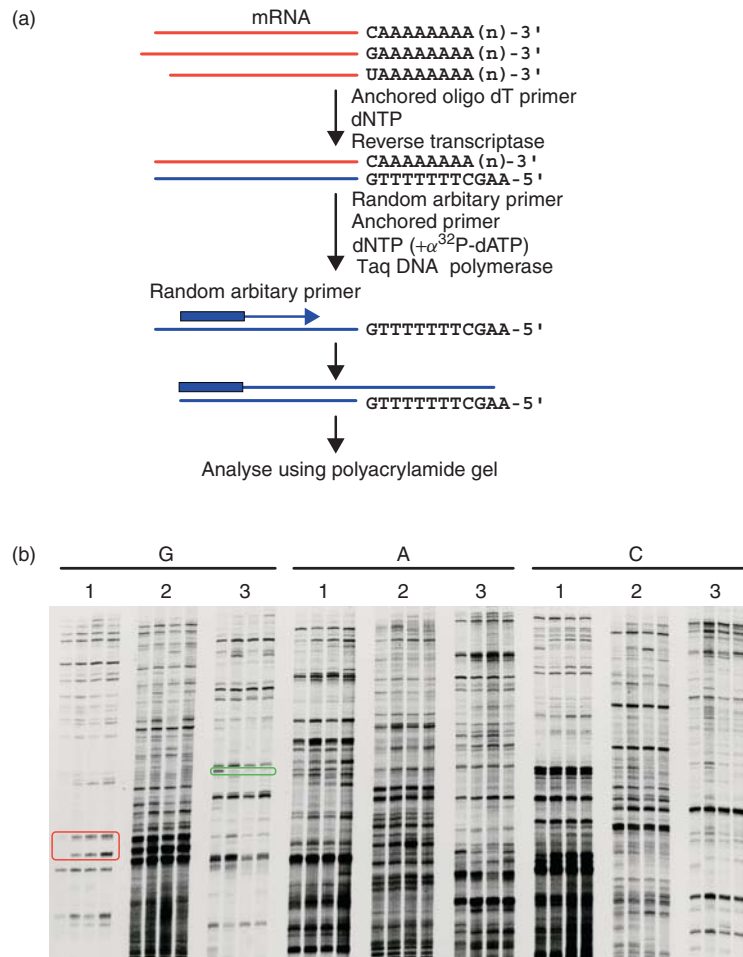 (a)
mRNA
CAAAAAAAA(n)-3'
GAAAAAAAA(n)-3'
UAAAAAAAA(n)-3'
Anchored oligo dT primer
dNTP
Reverse transcriptase
CAAAAAAAA(n)-3'
GTTTTTTTCGAA-5'
Random arbitary primer
Anchored primer
dNTP (+α³²P-dATP)
Taq DNA polymerase
Random arbitary primer
GTTTTTTTCGAA-5'
GTTTTTTTCGAA-5'
Analyse using polyacrylamide gel
(b)
G A C
1 2 3 1 2 3 1 2 3